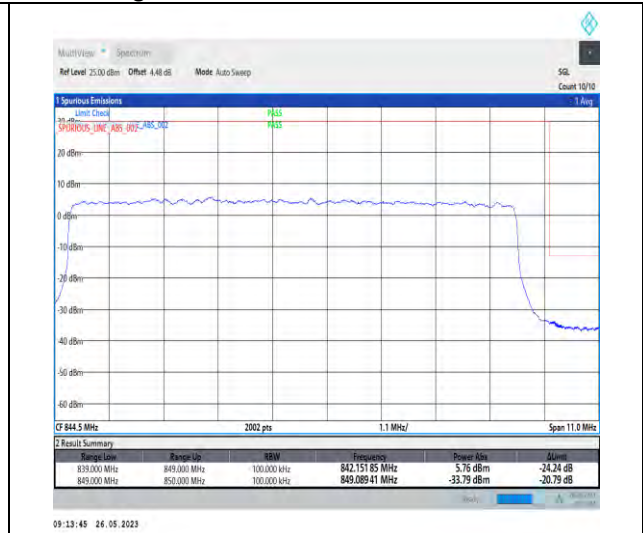 MultiView Spectrum
Ref Level 25.00 dBm Offset 4.48 dB Mode Auto Sweep SGL
Count 10/10
1 Spurious Emissions 1 Avg
Limit Check PASS
SPURIOUS_LINE_ABS_002 PASS
20 dBm
10 dBm
0 dBm
-10 dBm
-20 dBm
-30 dBm
-40 dBm
-50 dBm
-60 dBm
CF 844.5 MHz 2002 pts 1.1 MHz/ Span 11.0 MHz
2 Result Summary
Range Low Range Up RBW Frequency Power Abs ΔLimit
839.000 MHz 849.000 MHz 100.000 kHz 842.151 85 MHz 5.76 dBm -24.24 dB
849.000 MHz 850.000 MHz 100.000 kHz 849.089 41 MHz -33.79 dBm -20.79 dB
09:13:45 26.05.2023